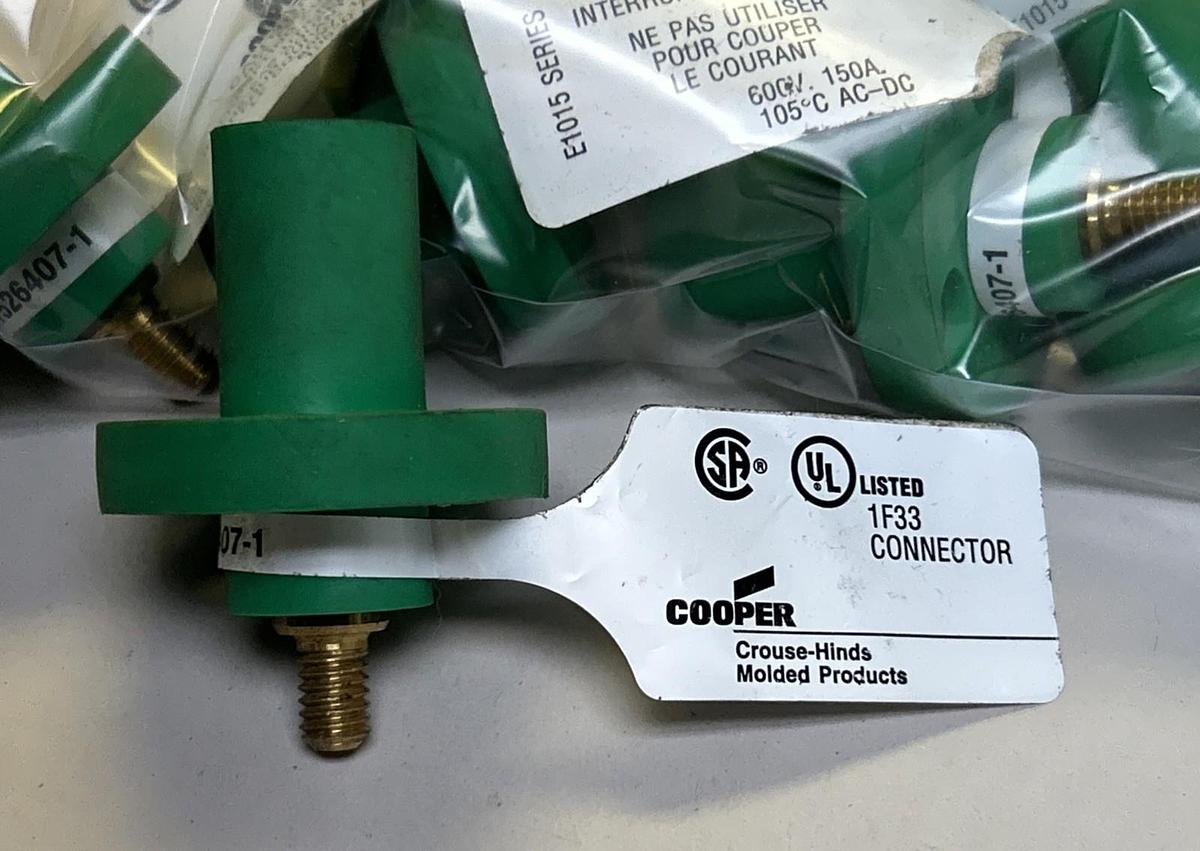 E1015 SERIES
NE PAS UTILISER
POUR COUPER
LE COURANT
600V. 150A.
105°C AC-DC
E1015
526407-1
407-1
07-1
CSA® UL® LISTED
1F33
CONNECTOR
COOPER
Crouse-Hinds
Molded Products